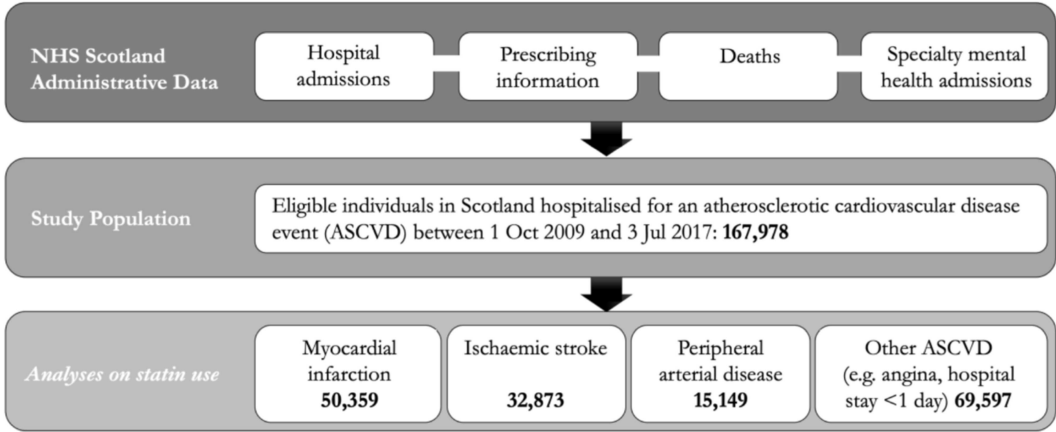 NHS Scotland
Administrative Data
Hospital
admissions
Prescribing
information
Deaths
Specialty mental
health admissions
Study Population
Eligible individuals in Scotland hospitalised for an atherosclerotic cardiovascular disease
event (ASCVD) between 1 Oct 2009 and 3 Jul 2017: 167,978
Analyses on statin use
Myocardial
infarction
50,359
Ischaemic stroke
32,873
Peripheral
arterial disease
15,149
Other ASCVD
(e.g. angina, hospital
stay <1 day) 69,597